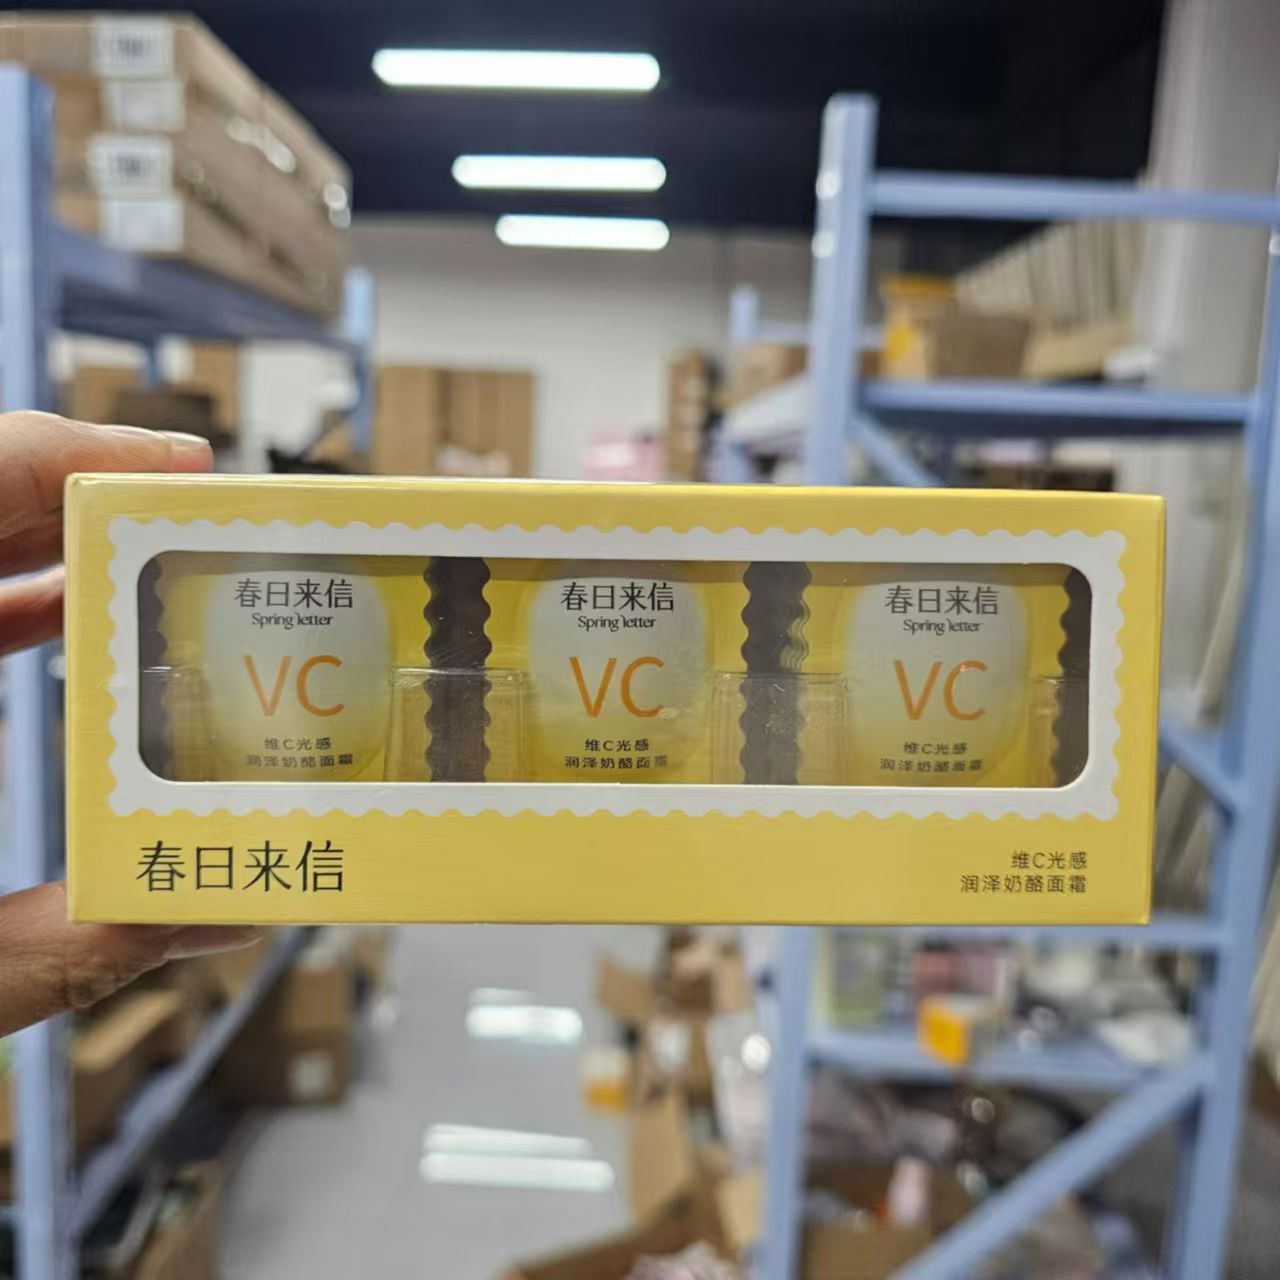 春日来信
Spring letter
VC
维C光感
润泽奶酪面霜
春日来信
Spring letter
VC
维C光感
润泽奶酪面霜
春日来信
Spring letter
VC
维C光感
润泽奶酪面霜
春日来信
维C光感
润泽奶酪面霜